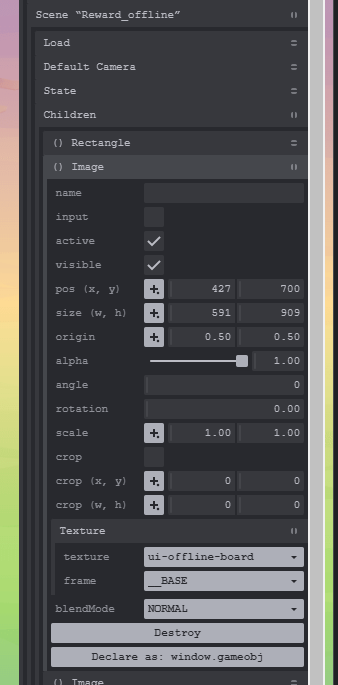 Scene “Reward_offline”
Load
Default Camera
State
Children
() Rectangle
() Image
name
input
active
visible
pos (x, y) 427 700
size (w, h) 591 909
origin 0.50 0.50
alpha 1.00
angle 0
rotation 0.00
scale 1.00 1.00
crop
crop (x, y) 0 0
crop (w, h) 0 0
Texture
texture ui-offline-board
frame __BASE
blendMode NORMAL
Destroy
Declare as: window.gameobj
() Image